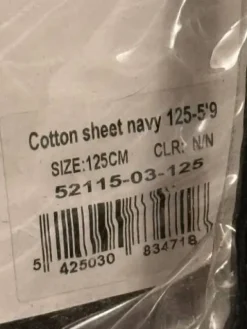 Cotton sheet navy 125-5'9
SIZE:125CM CLR: N/N
52115-03-125
5 425030 834718